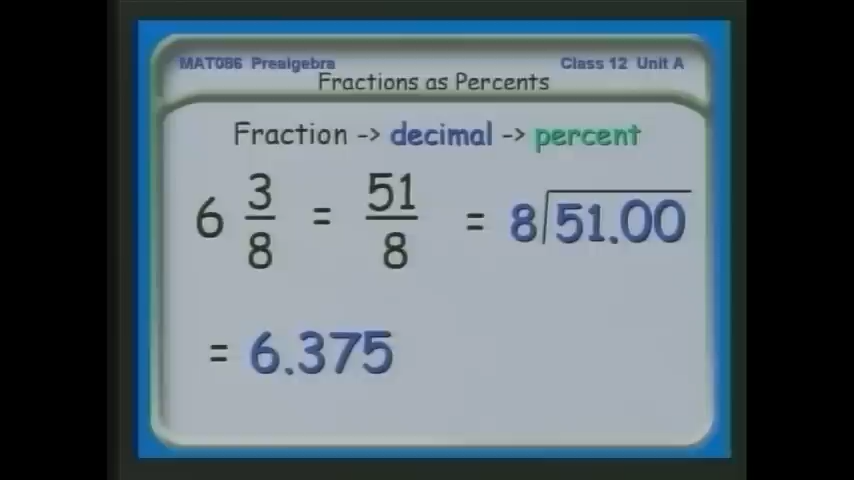 MAT086 Prealgebra Class 12 Unit A
Fractions as Percents
Fraction -> decimal -> percent
6 3/8 = 51/8 = 8)51.00
= 6.375